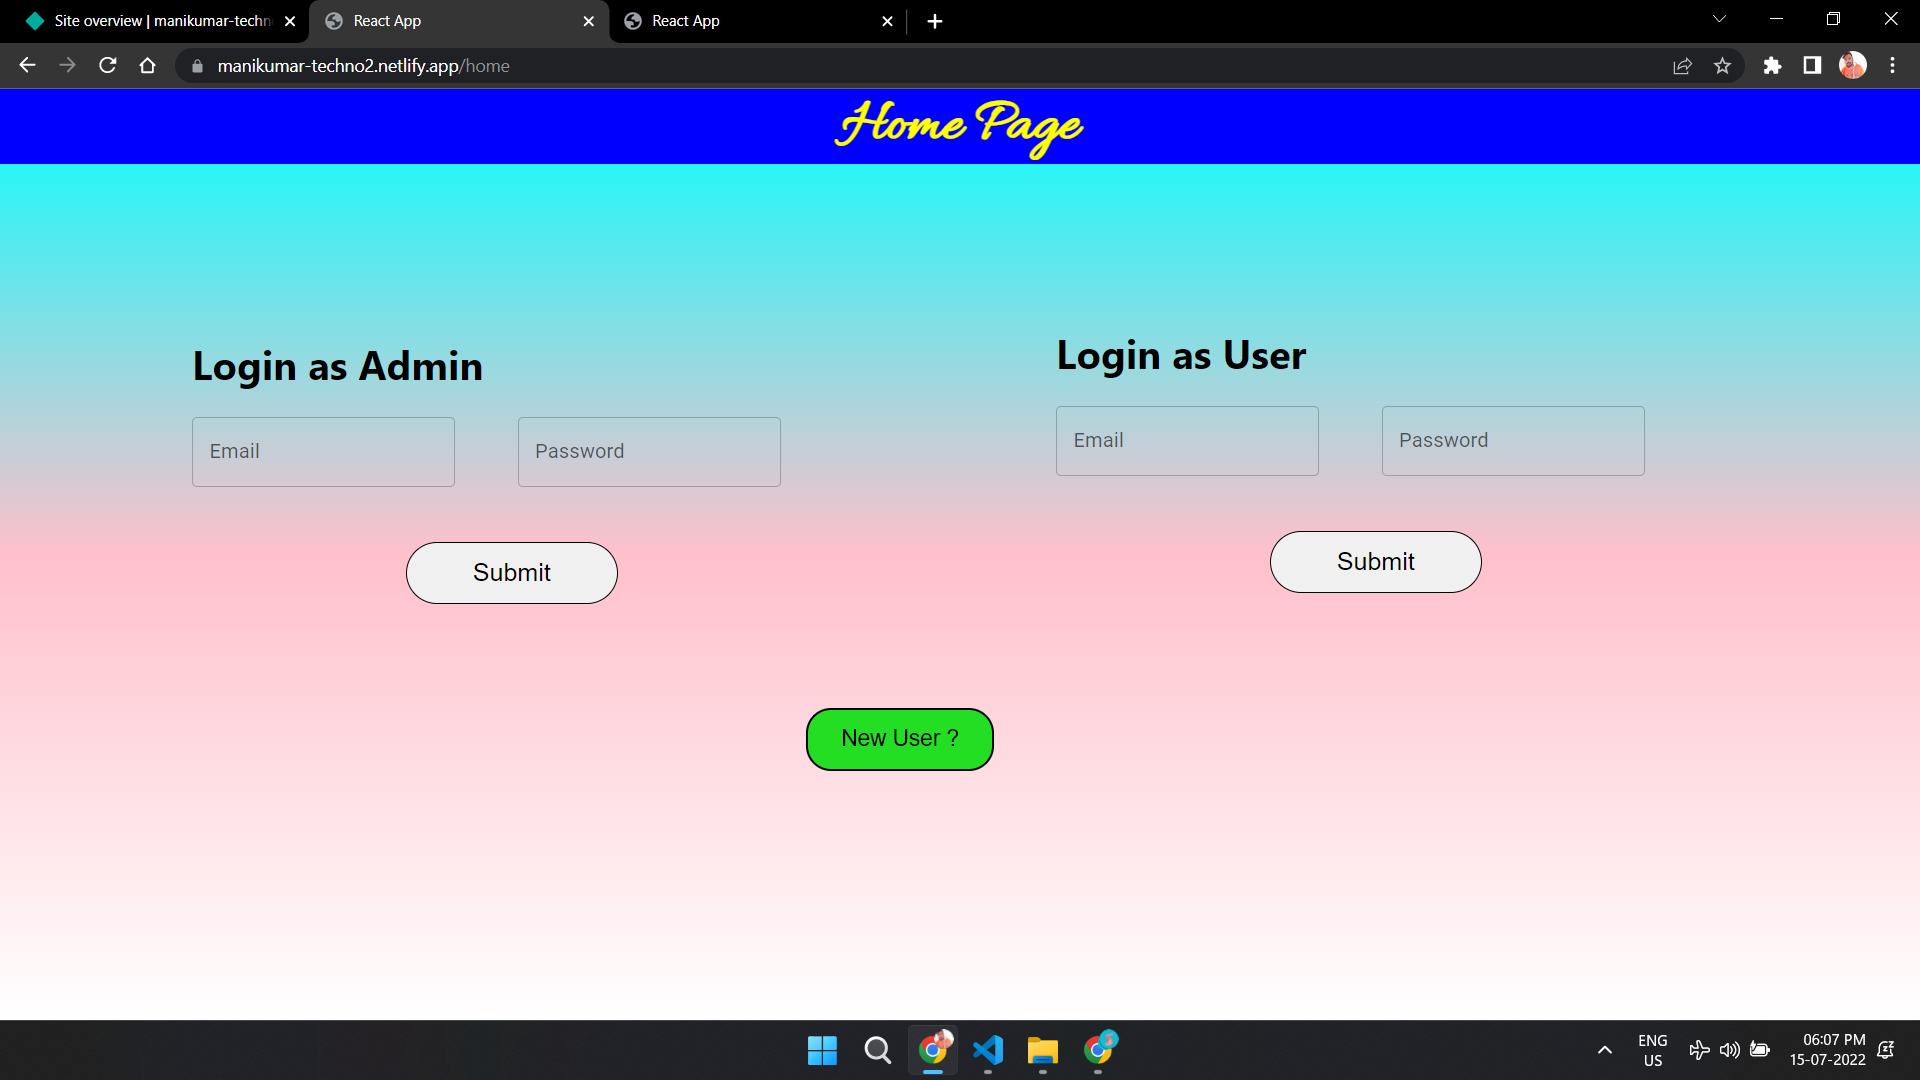 Site overview | manikumar-techn
React App
React App
manikumar-techno2.netlify.app/home
Home Page
Login as Admin
Email
Password
Submit
Login as User
Email
Password
Submit
New User ?
ENG
US
06:07 PM
15-07-2022